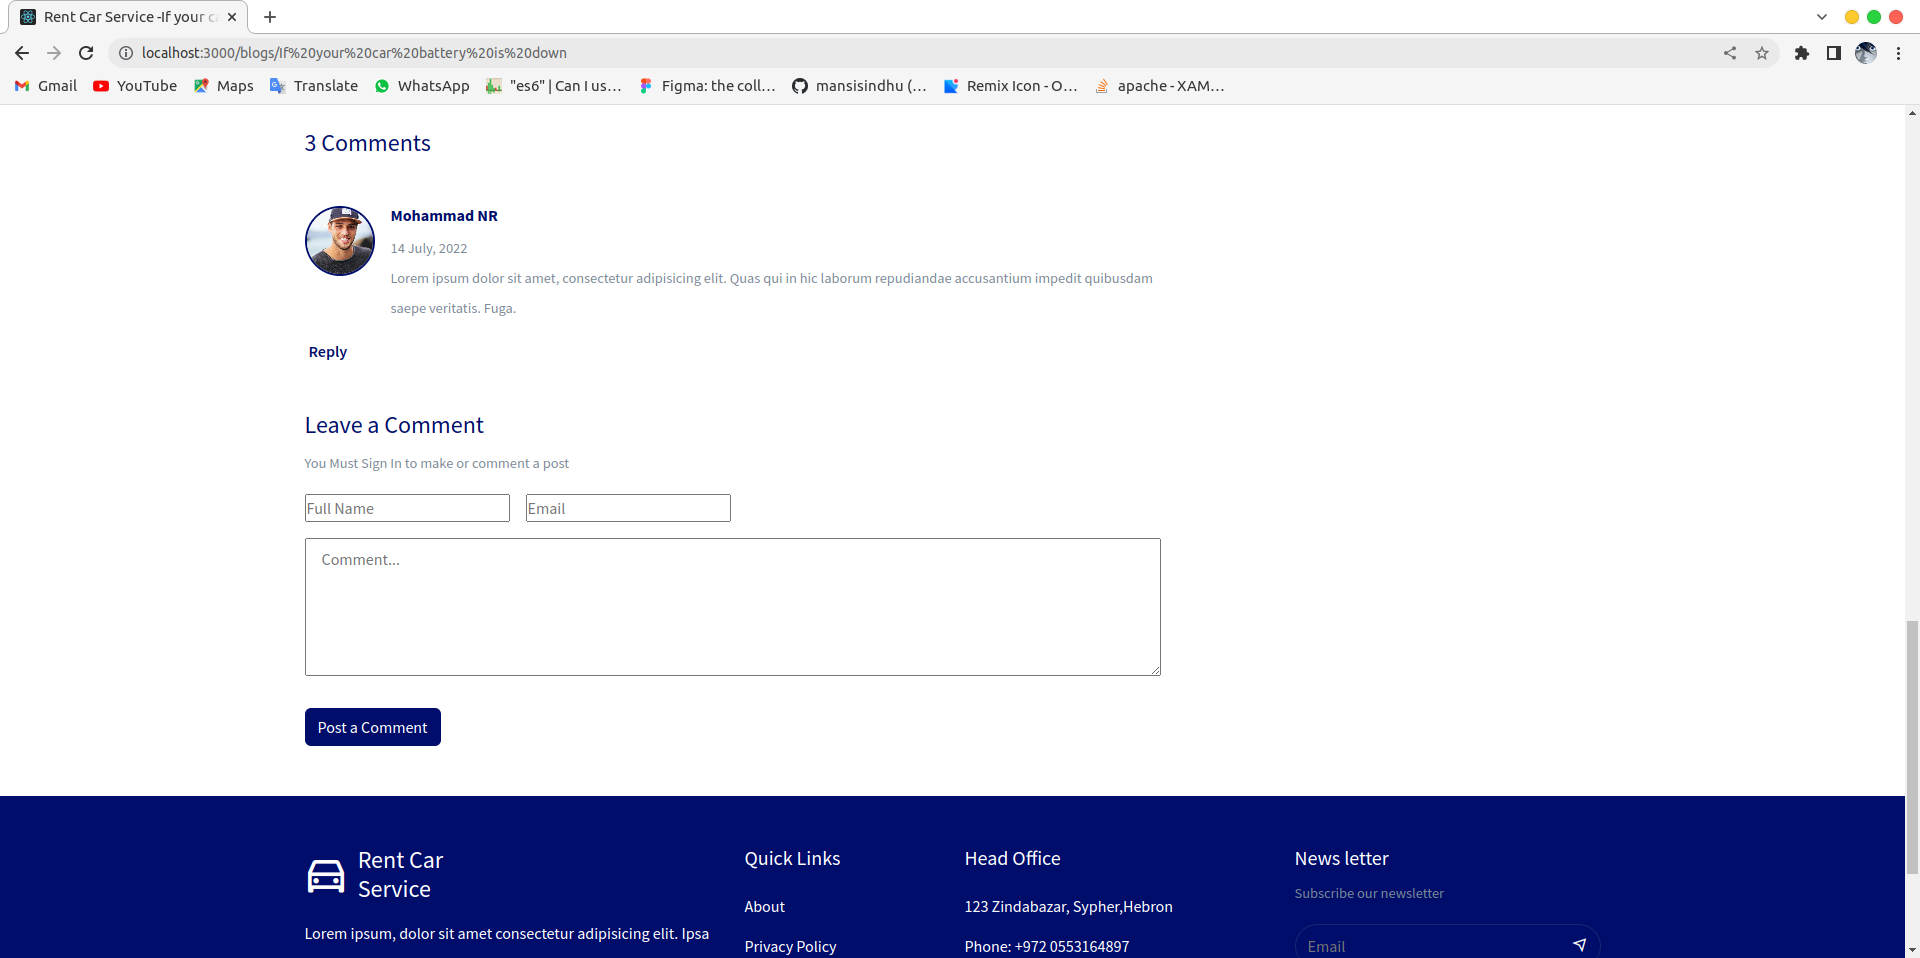 Rent Car Service -If your c
localhost:3000/blogs/If%20your%20car%20battery%20is%20down
Gmail
YouTube
Maps
Translate
WhatsApp
"es6" | Can I us...
Figma: the coll...
mansisindhu (...
Remix Icon - O...
apache - XAM...
3 Comments
Mohammad NR
14 July, 2022
Lorem ipsum dolor sit amet, consectetur adipisicing elit. Quas qui in hic laborum repudiandae accusantium impedit quibusdam
saepe veritatis. Fuga.
Reply
Leave a Comment
You Must Sign In to make or comment a post
Full Name
Email
Comment...
Post a Comment
Rent Car
Service
Lorem ipsum, dolor sit amet consectetur adipisicing elit. Ipsa
Quick Links
About
Privacy Policy
Head Office
123 Zindabazar, Sypher,Hebron
Phone: +972 0553164897
News letter
Subscribe our newsletter
Email